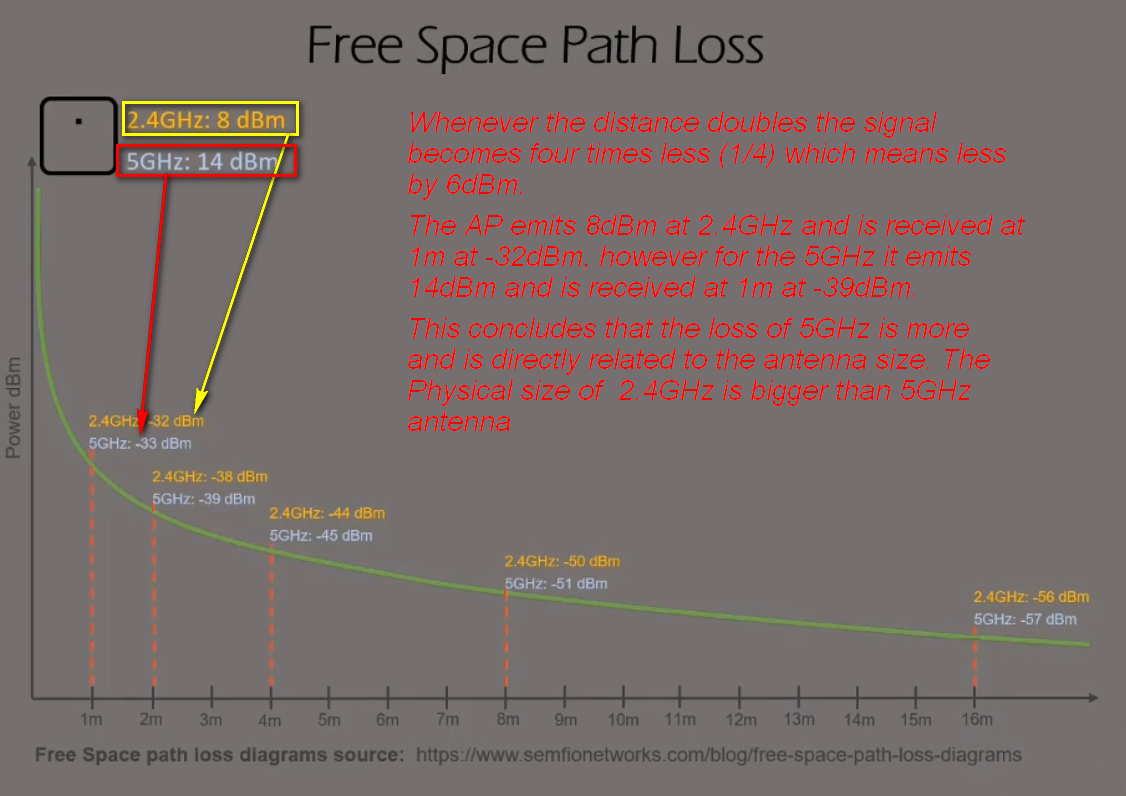 Free Space Path Loss
2.4GHz: 8 dBm
5GHz: 14 dBm
Whenever the distance doubles the signal
becomes four times less (1/4) which means less
by 6dBm.
The AP emits 8dBm at 2.4GHz and is received at
1m at -32dBm, however for the 5GHz it emits
14dBm and is received at 1m at -39dBm.
This concludes that the loss of 5GHz is more
and is directly related to the antenna size. The
Physical size of 2.4GHz is bigger than 5GHz
antenna
Power dBm
2.4GHz: -32 dBm
5GHz: -33 dBm
2.4GHz: -38 dBm
5GHz: -39 dBm
2.4GHz: -44 dBm
5GHz: -45 dBm
2.4GHz: -50 dBm
5GHz: -51 dBm
2.4GHz: -56 dBm
5GHz: -57 dBm
1m 2m 3m 4m 5m 6m 7m 8m 9m 10m 11m 12m 13m 14m 15m 16m
Free Space path loss diagrams source: https://www.semfionetworks.com/blog/free-space-path-loss-diagrams